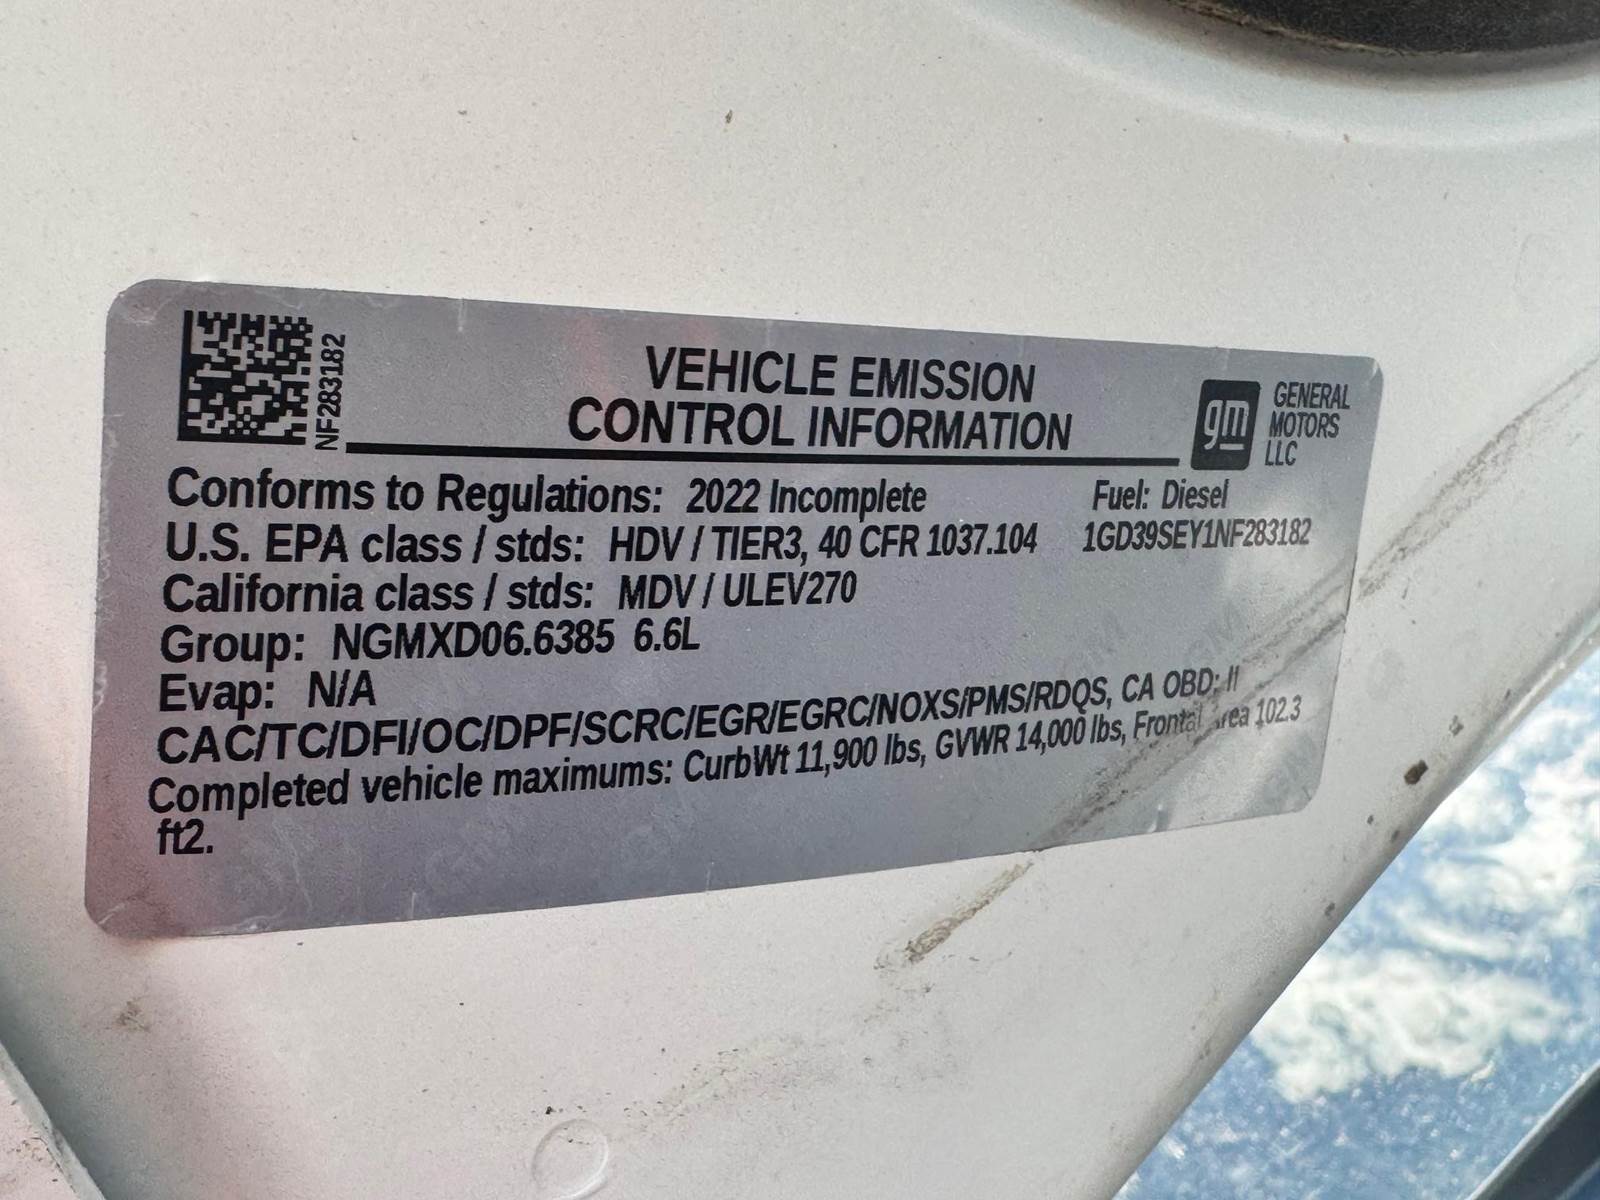 NF283182
VEHICLE EMISSION
CONTROL INFORMATION
gm
GENERAL
MOTORS
LLC
Conforms to Regulations: 2022 Incomplete
Fuel: Diesel
U.S. EPA class / stds: HDV / TIER3, 40 CFR 1037.104
1GD39SEY1NF283182
California class / stds: MDV / ULEV270
Group: NGMXD06.6385 6.6L
Evap: N/A
CAC/TC/DFI/OC/DPF/SCRC/EGR/EGRC/NOXS/PMS/RDQS, CA OBD: II
Completed vehicle maximums: CurbWt 11,900 lbs, GVWR 14,000 lbs, Frontal Area 102.3
ft2.